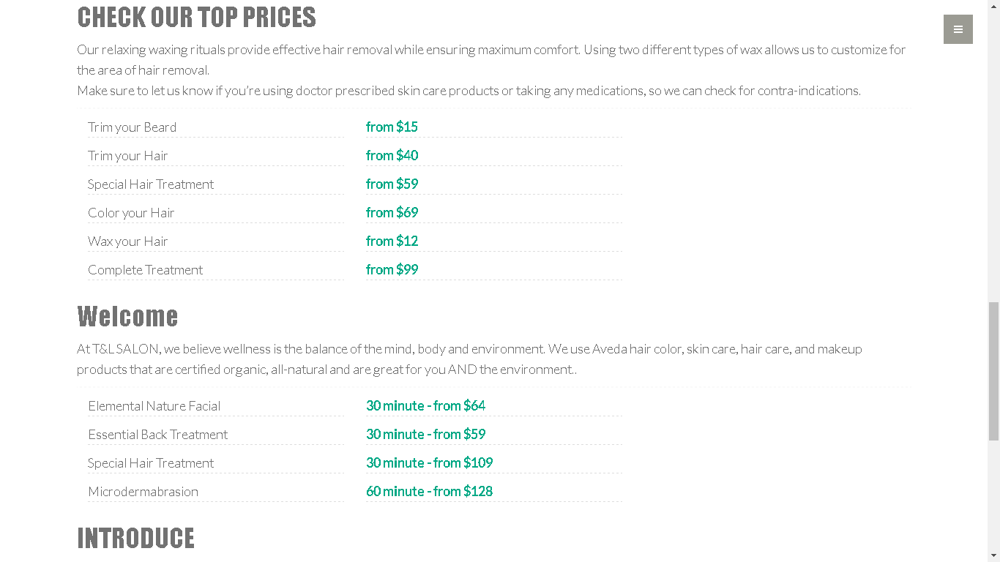 CHECK OUR TOP PRICES
Our relaxing waxing rituals provide effective hair removal while ensuring maximum comfort. Using two different types of wax allows us to customize for
the area of hair removal.
Make sure to let us know if you’re using doctor prescribed skin care products or taking any medications, so we can check for contra-indications.
Trim your Beard from $15
Trim your Hair from $40
Special Hair Treatment from $59
Color your Hair from $69
Wax your Hair from $12
Complete Treatment from $99
Welcome
At T&L SALON, we believe wellness is the balance of the mind, body and environment. We use Aveda hair color, skin care, hair care, and makeup
products that are certified organic, all-natural and are great for you AND the environment..
Elemental Nature Facial 30 minute - from $64
Essential Back Treatment 30 minute - from $59
Special Hair Treatment 30 minute - from $109
Microdermabrasion 60 minute - from $128
INTRODUCE